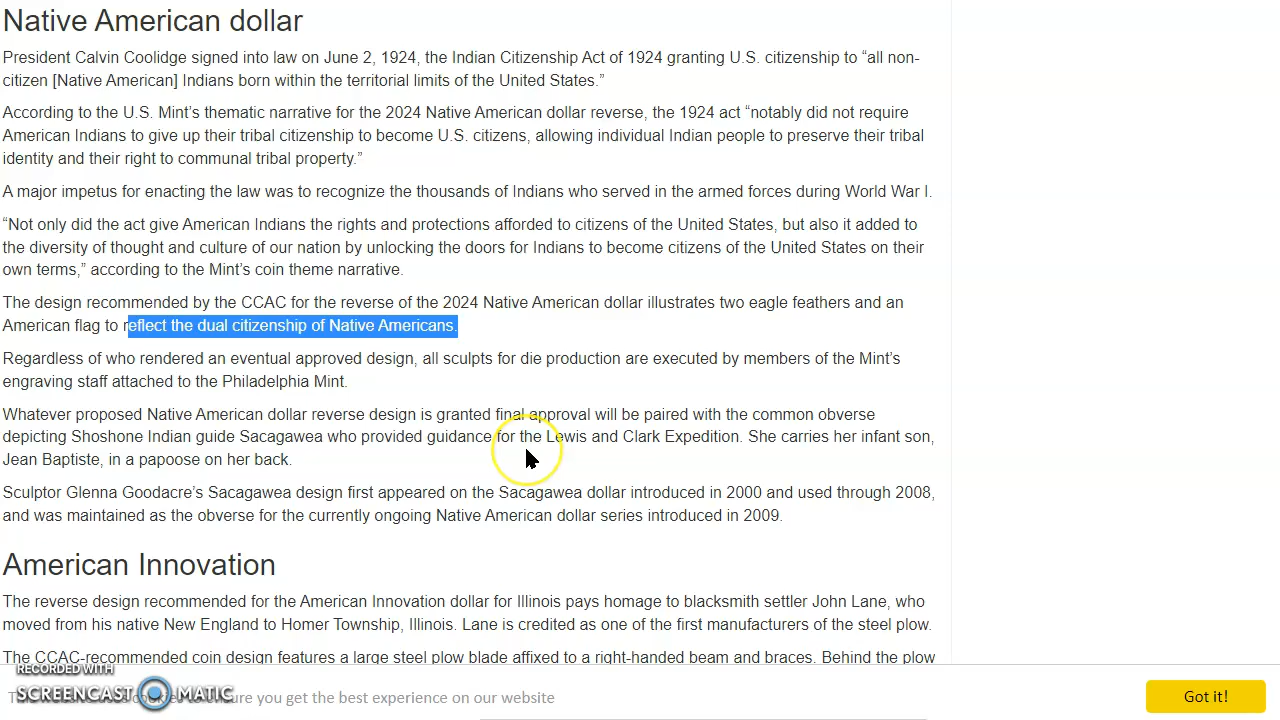 Native American dollar
President Calvin Coolidge signed into law on June 2, 1924, the Indian Citizenship Act of 1924 granting U.S. citizenship to “all non-
citizen [Native American] Indians born within the territorial limits of the United States.”
According to the U.S. Mint’s thematic narrative for the 2024 Native American dollar reverse, the 1924 act “notably did not require
American Indians to give up their tribal citizenship to become U.S. citizens, allowing individual Indian people to preserve their tribal
identity and their right to communal tribal property.”
A major impetus for enacting the law was to recognize the thousands of Indians who served in the armed forces during World War I.
“Not only did the act give American Indians the rights and protections afforded to citizens of the United States, but also it added to
the diversity of thought and culture of our nation by unlocking the doors for Indians to become citizens of the United States on their
own terms,” according to the Mint’s coin theme narrative.
The design recommended by the CCAC for the reverse of the 2024 Native American dollar illustrates two eagle feathers and an
American flag to reflect the dual citizenship of Native Americans.
Regardless of who rendered an eventual approved design, all sculpts for die production are executed by members of the Mint’s
engraving staff attached to the Philadelphia Mint.
Whatever proposed Native American dollar reverse design is granted final approval will be paired with the common obverse
depicting Shoshone Indian guide Sacagawea who provided guidance for the Lewis and Clark Expedition. She carries her infant son,
Jean Baptiste, in a papoose on her back.
Sculptor Glenna Goodacre’s Sacagawea design first appeared on the Sacagawea dollar introduced in 2000 and used through 2008,
and was maintained as the obverse for the currently ongoing Native American dollar series introduced in 2009.
American Innovation
The reverse design recommended for the American Innovation dollar for Illinois pays homage to blacksmith settler John Lane, who
moved from his native New England to Homer Township, Illinois. Lane is credited as one of the first manufacturers of the steel plow.
The CCAC-recommended coin design features a large steel plow blade affixed to a right-handed beam and braces. Behind the plow
RECORDED WITH
SCREENCAST MATIC
you get the best experience on our website
Got it!